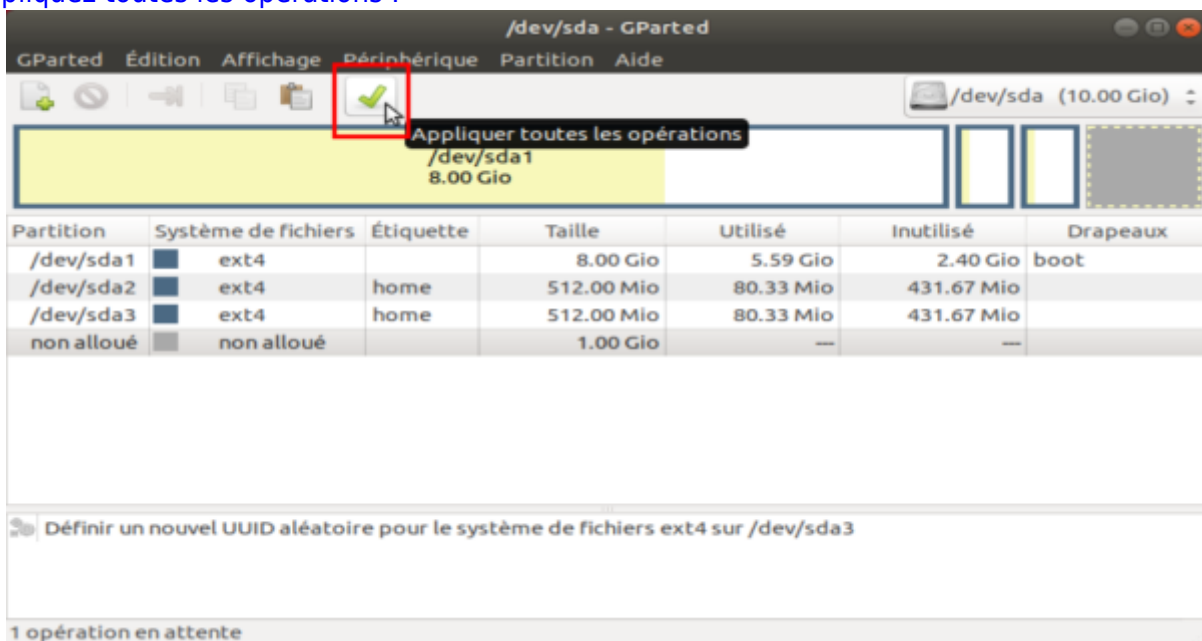 pliquez toutes les opérations :
/dev/sda - GParted
GParted Édition Affichage Périphérique Partition Aide
/dev/sda (10.00 Gio)
Appliquer toutes les opérations
/dev/sda1
8.00 Gio
Partition Système de fichiers Étiquette Taille Utilisé Inutilisé Drapeaux
/dev/sda1 ext4 8.00 Gio 5.59 Gio 2.40 Gio boot
/dev/sda2 ext4 home 512.00 Mio 80.33 Mio 431.67 Mio
/dev/sda3 ext4 home 512.00 Mio 80.33 Mio 431.67 Mio
non alloué non alloué 1.00 Gio --- ---
Définir un nouvel UUID aléatoire pour le système de fichiers ext4 sur /dev/sda3
1 opération en attente